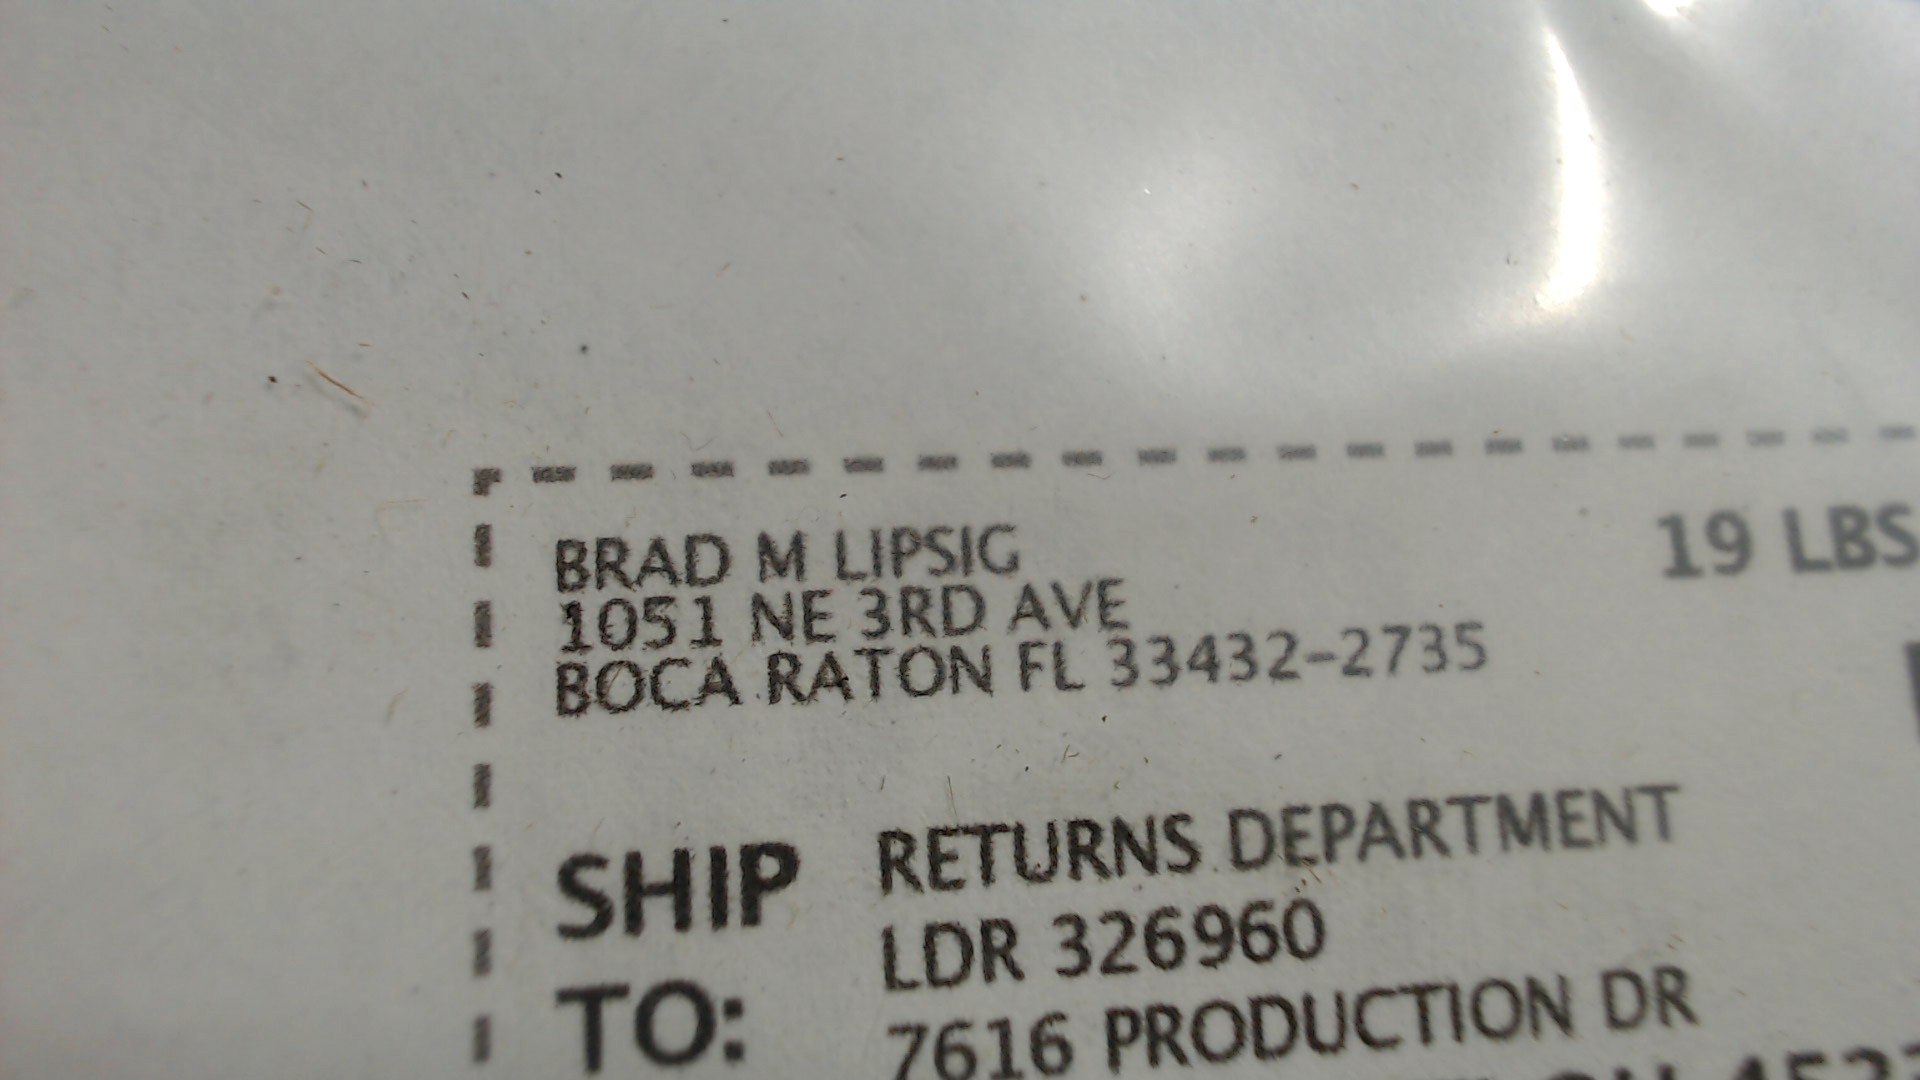 BRAD M LIPSIG
19 LBS
1051 NE 3RD AVE
BOCA RATON FL 33432-2735
SHIP
TO:
RETURNS DEPARTMENT
LDR 326960
7616 PRODUCTION DR